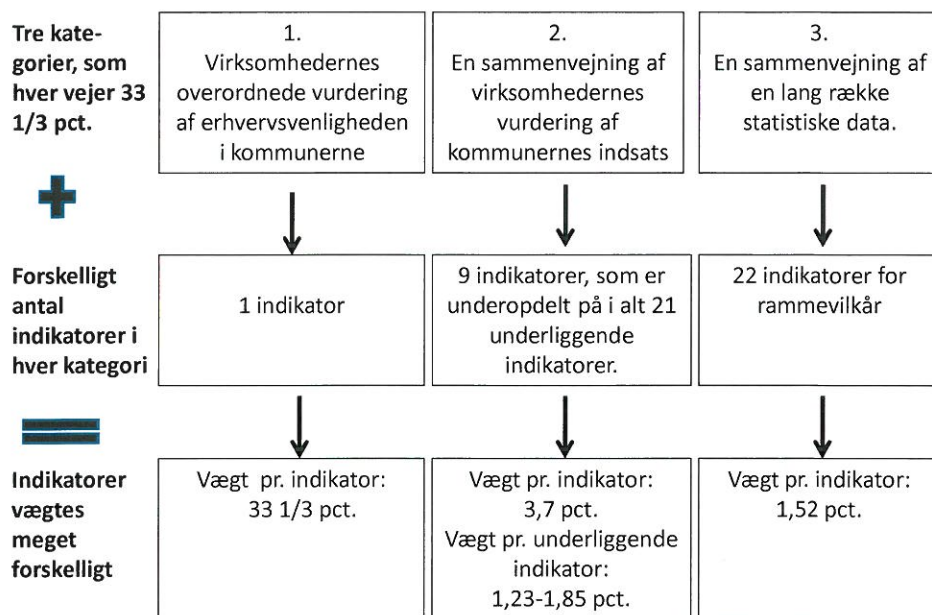 Tre kate-
gorier, som
hver vejer 33
1/3 pct.
1.
Virksomhedernes
overordnede vurdering
af erhvervsvenligheden
i kommunerne
2.
En sammenvejning af
virksomhedernes
vurdering af
kommunernes indsats
3.
En sammenvejning af
en lang række
statistiske data.
Forskelligt
antal
indikatorer i
hver kategori
1 indikator
9 indikatorer, som er
underopdelt på i alt 21
underliggende
indikatorer.
22 indikatorer for
rammevilkår
Indikatorer
vægtes
meget
forskelligt
Vægt pr. indikator:
33 1/3 pct.
Vægt pr. indikator:
3,7 pct.
Vægt pr. underliggende
indikator:
1,23-1,85 pct.
Vægt pr. indikator:
1,52 pct.